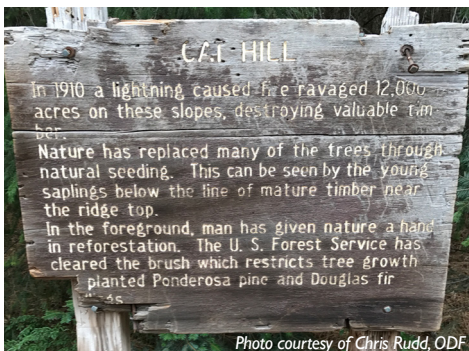 CAT HILL
In 1910 a lightning caused fire ravaged 12,000
acres on these slopes, destroying valuable tim
ber.
Nature has replaced many of the trees through
natural seeding. This can be seen by the young
saplings below the line of mature timber near
the ridge top.
In the foreground, man has given nature a hand
in reforestation. The U. S. Forest Service has
cleared the brush which restricts tree growth
planted Ponderosa pine and Douglas fir
Photo courtesy of Chris Rudd, ODF